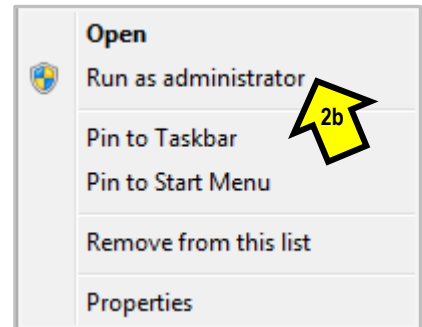 Open
Run as administrator
2b
Pin to Taskbar
Pin to Start Menu
Remove from this list
Properties